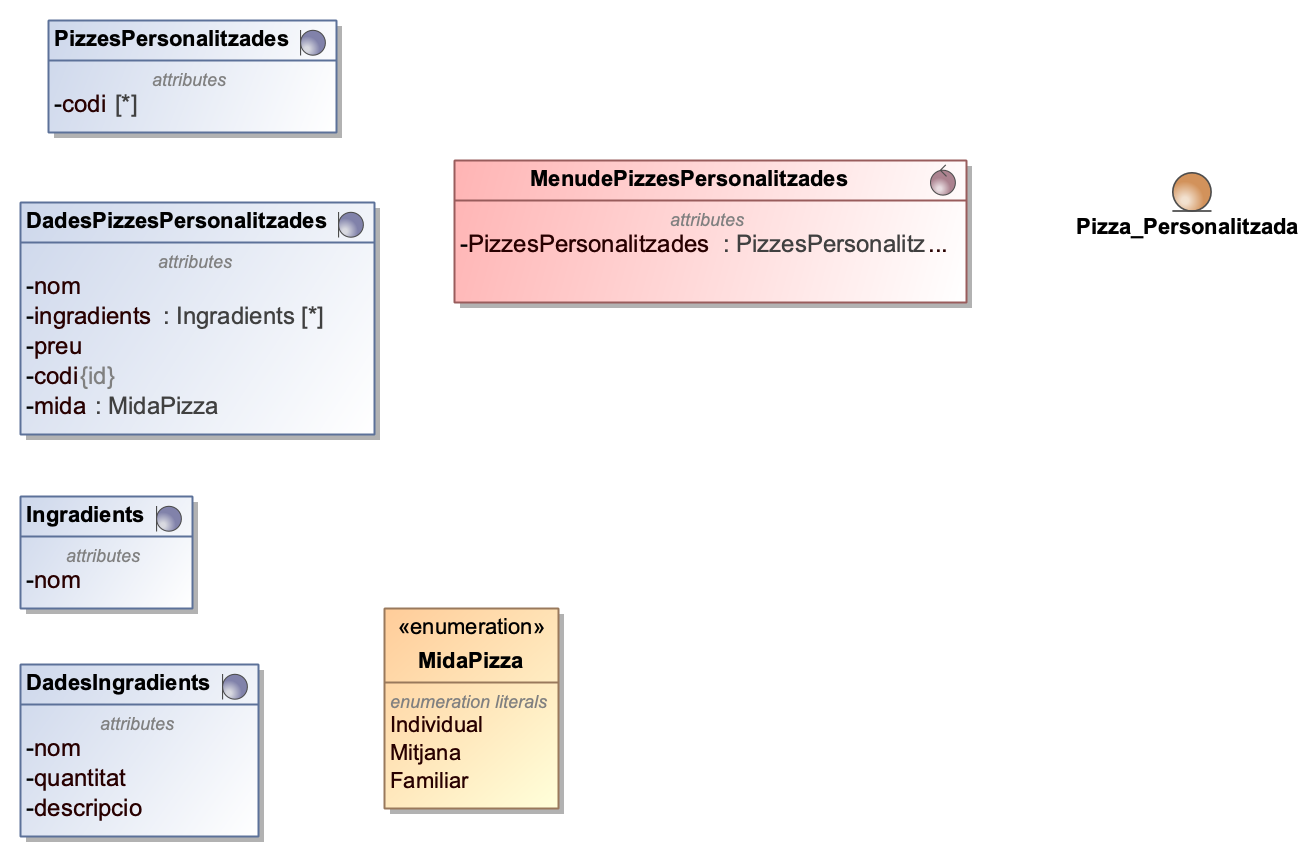 PizzesPersonalitzades
attributes
-codi [*]
DadesPizzesPersonalitzades
attributes
-nom
-ingradients : Ingradients [*]
-preu
-codi{id}
-mida : MidaPizza
Ingradients
attributes
-nom
DadesIngradients
attributes
-nom
-quantitat
-descripcio
MenudePizzesPersonalitzades
attributes
-PizzesPersonalitzades : PizzesPersonalitz...
«enumeration»
MidaPizza
enumeration literals
Individual
Mitjana
Familiar
Pizza_Personalitzada